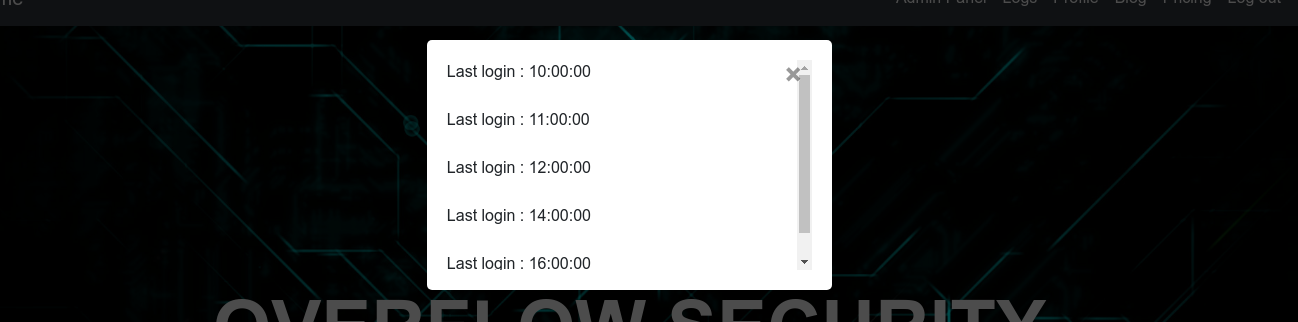 Admin Panel Logs Profile Blog Pricing Log out
Last login : 10:00:00
Last login : 11:00:00
Last login : 12:00:00
Last login : 14:00:00
Last login : 16:00:00
OVERFLOW SECURITY